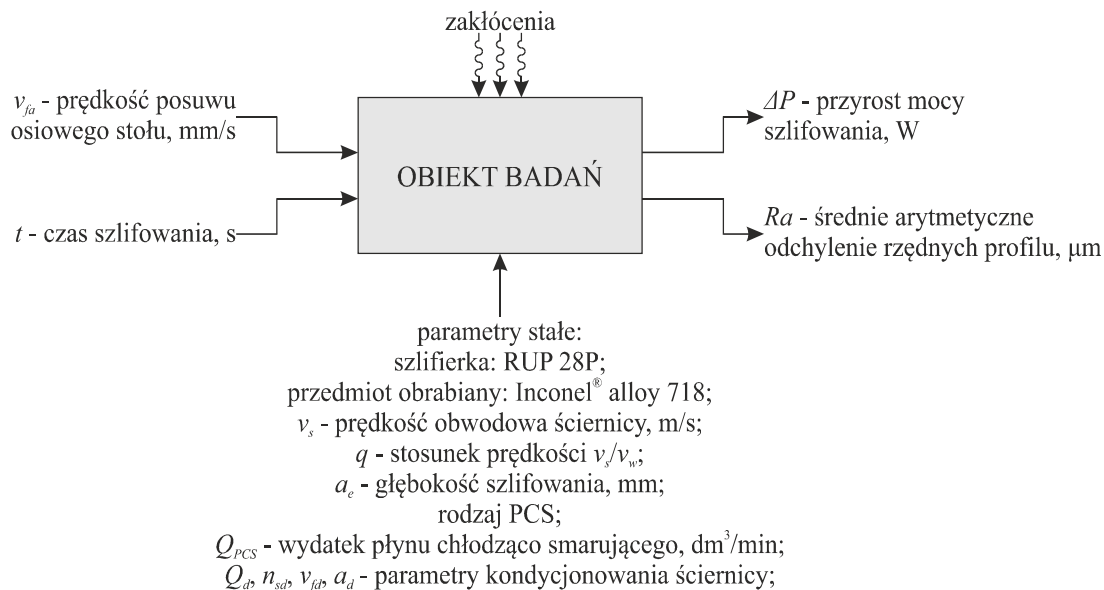 zakłócenia
v_fa - prędkość posuwu
osiowego stołu, mm/s
t - czas szlifowania, s
OBIEKT BADAŃ
ΔP - przyrost mocy
szlifowania, W
Ra - średnie arytmetyczne
odchylenie rzędnych profilu, μm
parametry stałe:
szlifierka: RUP 28P;
przedmiot obrabiany: Inconel® alloy 718;
v_s - prędkość obwodowa ściernicy, m/s;
q - stosunek prędkości v_s/v_w;
a_e - głębokość szlifowania, mm;
rodzaj PCS;
Q_PCS - wydatek płynu chłodząco smarującego, dm³/min;
Q_d, n_sd, v_fd, a_d - parametry kondycjonowania ściernicy;